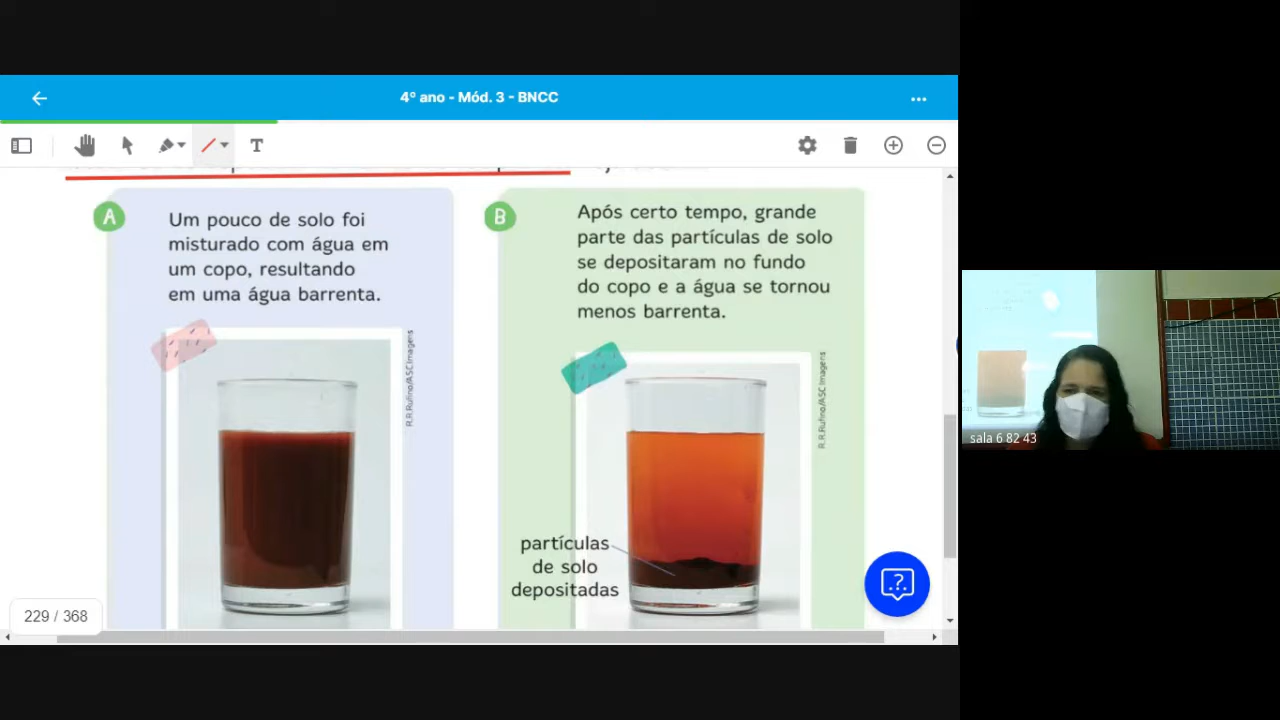 4º ano - Mód. 3 - BNCC
T
A
Um pouco de solo foi
misturado com água em
um copo, resultando
em uma água barrenta.
R.R.Rufino/ASC Imagens
B
Após certo tempo, grande
parte das partículas de solo
se depositaram no fundo
do copo e a água se tornou
menos barrenta.
R.R.Rufino/ASC Imagens
partículas
de solo
depositadas
229 / 368
?
sala 6 82 43